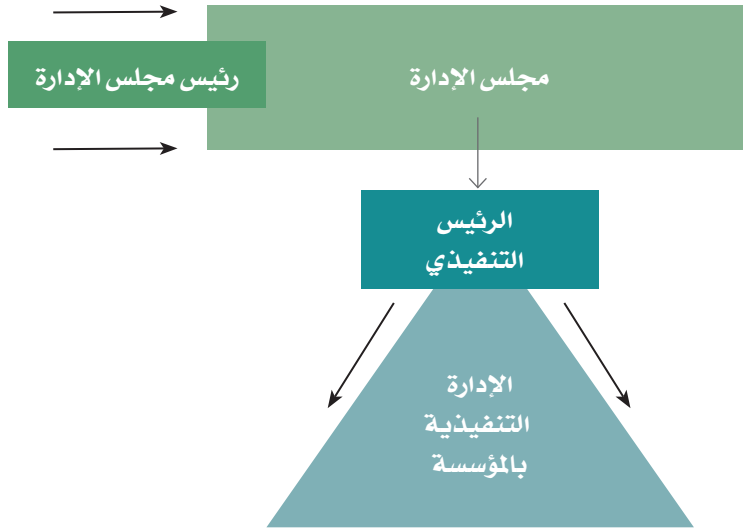 مجلس الإدارة
رئيس مجلس الإدارة
الرئيس
التنفيذي
الإدارة
التنفيذية
بالمؤسسة